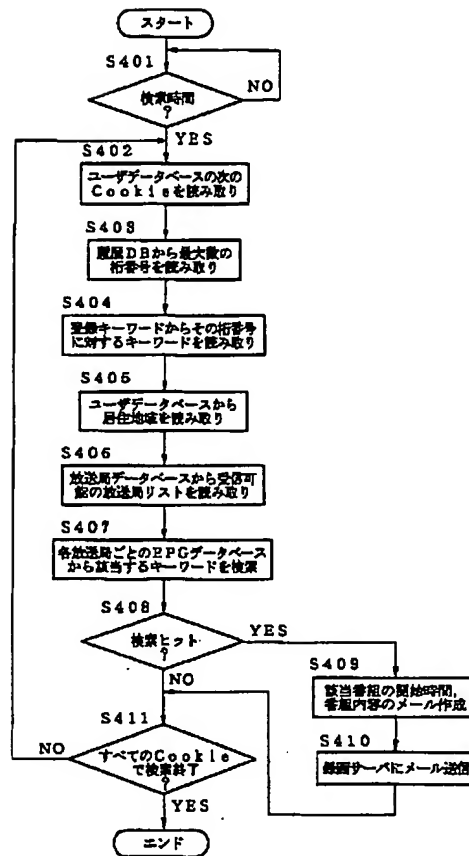 スタート
S401
NO
検索時間
?
YES
S402
ユーザデータベースの次の
Cookieを読み取り
S403
履歴DBから最大数の
桁番号を読み取り
S404
登録キーワードからその桁番号
に対するキーワードを読み取り
S405
ユーザデータベースから
居住地域を読み取り
S406
放送局データベースから受信可
能の放送局リストを読み取り
S407
各放送局ごとのEPGデータベース
から該当するキーワードを検索
S408
YES
検索ヒット
?
S409
NO
該当番組の開始時間,
番組内容のメール作成
S411
S410
NO
すべてのCookie
で検索終了
?
録画サーバにメール送信
YES
エンド